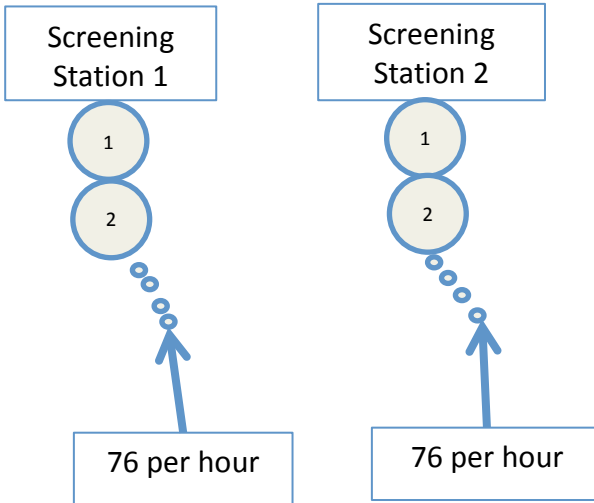 Screening
Station 1
1
2
76 per hour
Screening
Station 2
1
2
76 per hour